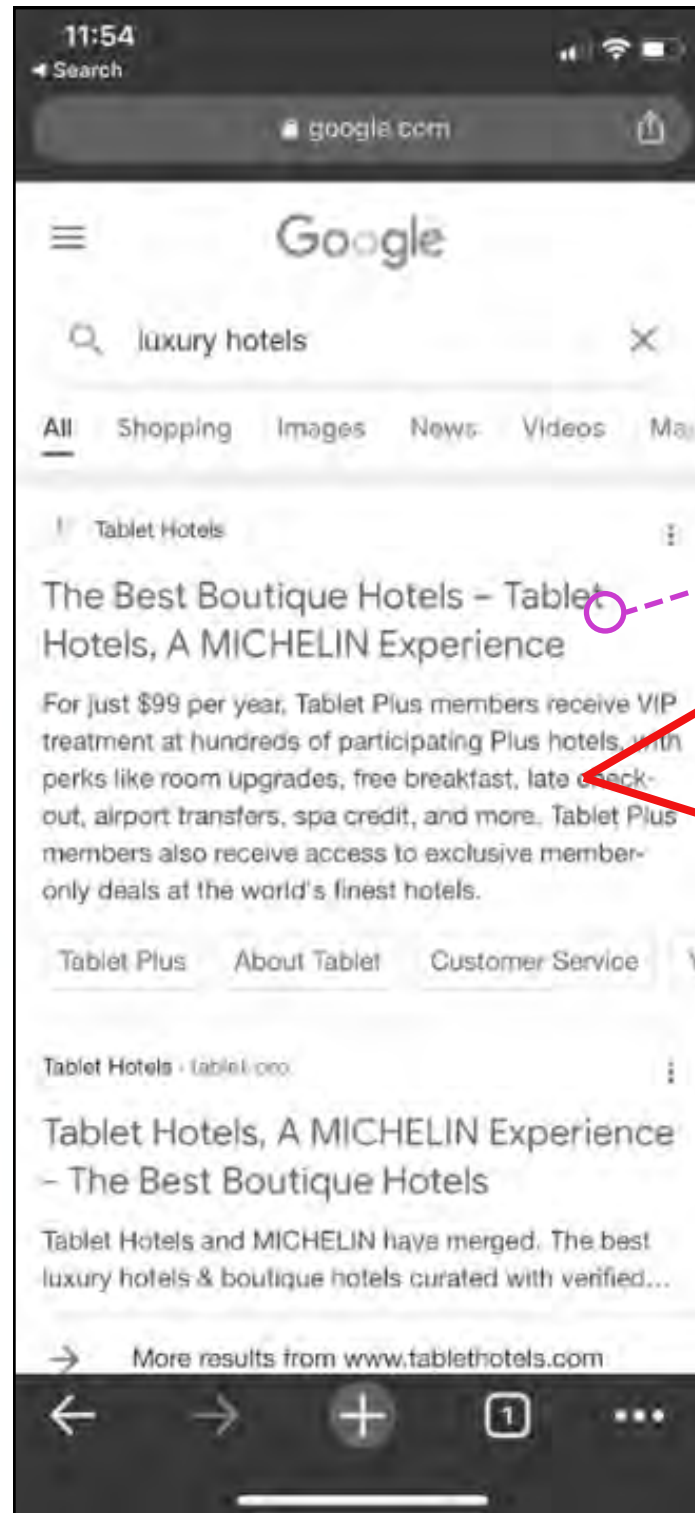 11:54
Search
google.com
Google
luxury hotels
All Shopping Images News Videos
Tablet Hotels
The Best Boutique Hotels – Tablet
Hotels, A MICHELIN Experience
For just $99 per year, Tablet Plus members receive VIP
treatment at hundreds of participating Plus hotels, with
perks like room upgrades, free breakfast, late check-
out, airport transfers, spa credit, and more. Tablet Plus
members also receive access to exclusive member-
only deals at the world's finest hotels.
Tablet Plus About Tablet Customer Service
Tablet Hotels
Tablet Hotels, A MICHELIN Experience
– The Best Boutique Hotels
Tablet Hotels and MICHELIN have merged. The best
luxury hotels & boutique hotels curated with verified...
More results from www.tablethotels.com
1